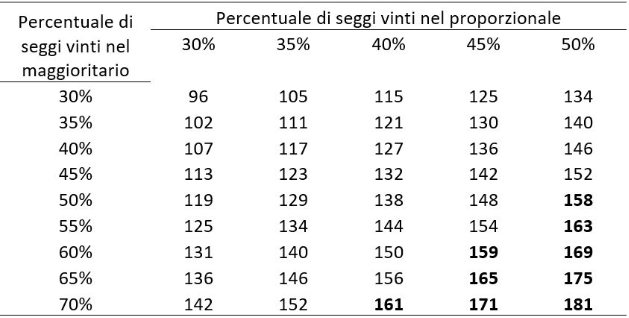 Percentuale di seggi vinti nel maggioritario Percentuale di seggi vinti nel proporzionale
30% 35% 40% 45% 50%
30% 96 105 115 125 134
35% 102 111 121 130 140
40% 107 117 127 136 146
45% 113 123 132 142 152
50% 119 129 138 148 158
55% 125 134 144 154 163
60% 131 140 150 159 169
65% 136 146 156 165 175
70% 142 152 161 171 181